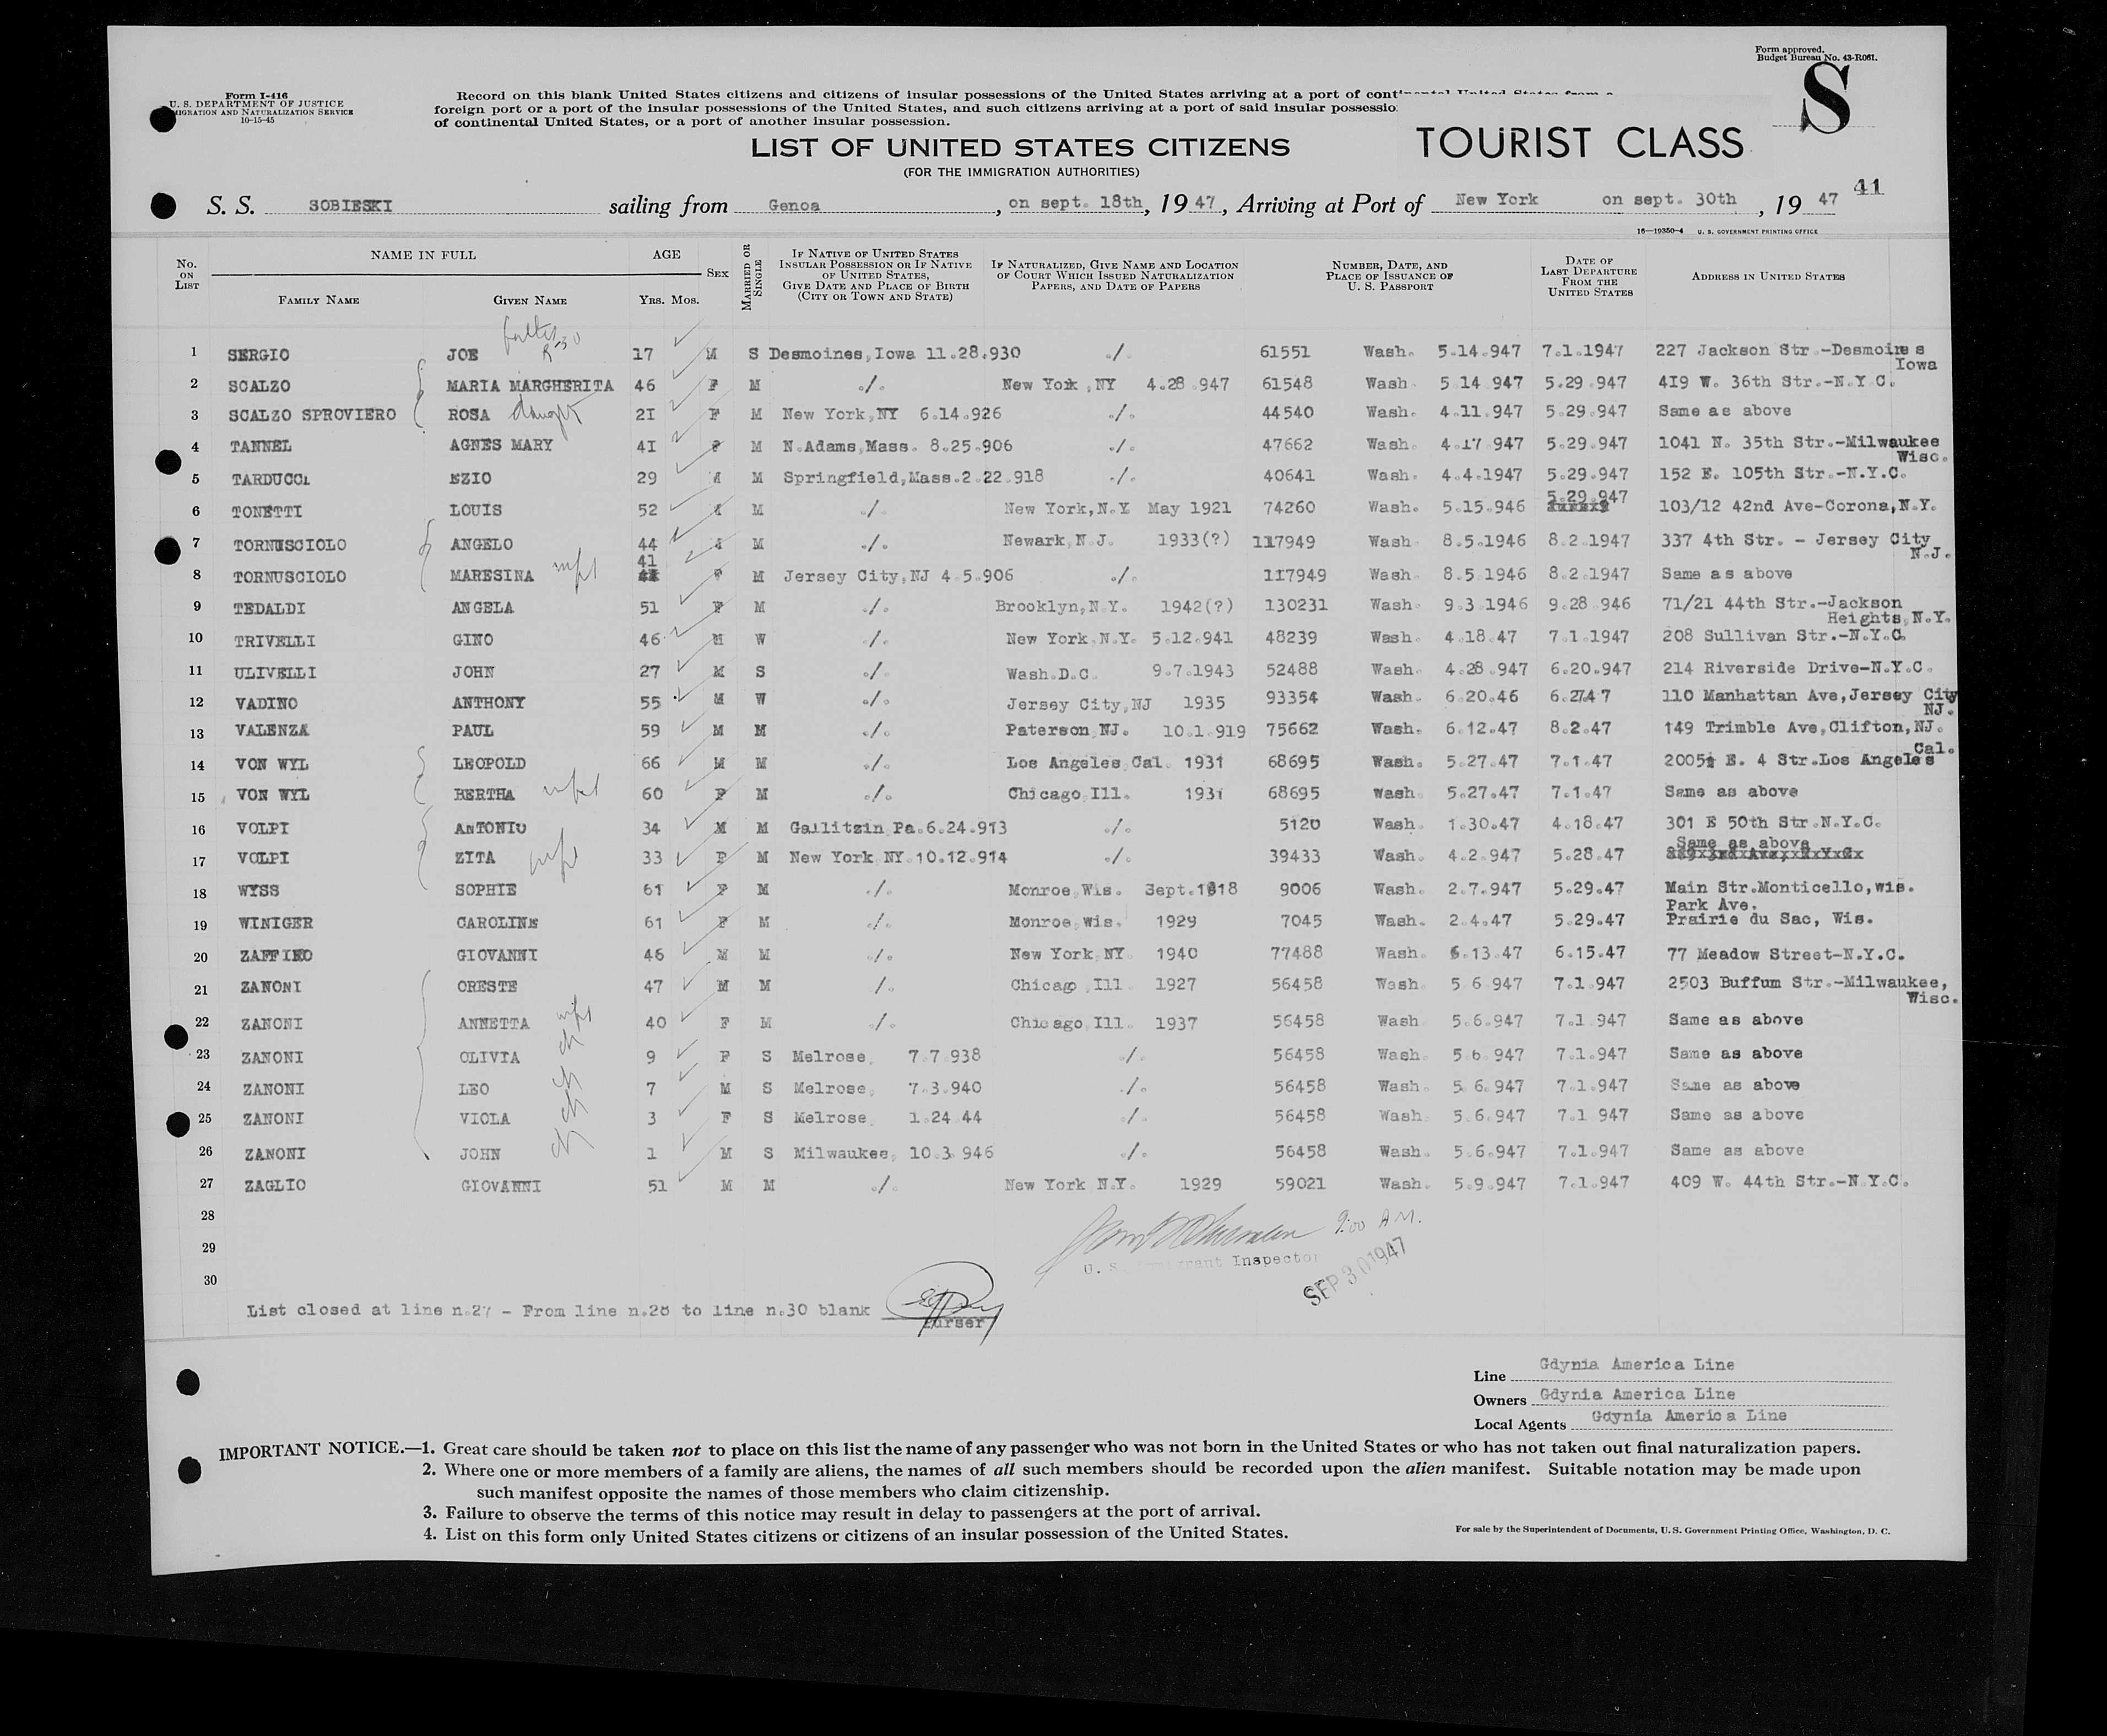 Form approved.
Budget Bureau No. 43-R061.
S
Form I-416
U. S. DEPARTMENT OF JUSTICE
MIGRATION AND NATURALIZATION SERVICE
10-15-45
Record on this blank United States citizens and citizens of insular possessions of the United States arriving at a port of continental United States from a
foreign port or a port of the insular possessions of the United States, and such citizens arriving at a port of said insular possessio
of continental United States, or a port of another insular possession.
LIST OF UNITED STATES CITIZENS
TOURIST CLASS
(FOR THE IMMIGRATION AUTHORITIES)
41
S. S. SOBIESKI sailing from Genoa, on sept. 18th, 1947, Arriving at Port of New York on sept. 30th, 1947
16—19350-4 U. S. GOVERNMENT PRINTING OFFICE
No. on List
NAME IN FULL
Family Name
Given Name
AGE
Yrs. Mos.
Sex
Married or Single
If Native of United States Insular Possession or if Native of United States, Give Date and Place of Birth (City or Town and State)
If Naturalized, Give Name and Location of Court Which Issued Naturalization Papers, and Date of Papers
Number, Date, and Place of Issuance of U. S. Passport
Date of Last Departure From the United States
Address in United States
1 SERGIO JOE 17 M S Desmoines,Iowa 11.28.930 ./. 61551 Wash. 5.14.947 7.1.1947 227 Jackson Str.-Desmoines Iowa
2 SCALZO MARIA MARGHERITA 46 F M ./. New York,NY 4.28.947 61548 Wash. 5.14.947 5.29.947 4I9 W. 36th Str.-N.Y.C.
3 SCALZO SPROVIERO ROSA 2I F M New York,NY 6.14.926 ./. 44540 Wash. 4.11.947 5.29.947 Same as above
4 TANNEL AGNES MARY 4I F M N.Adams,Mass. 8.25.906 ./. 47662 Wash. 4.17.947 5.29.947 1041 N. 35th Str.-Milwaukee Wisc.
5 TARDUCCI EZIO 29 M M Springfield,Mass.2.22.918 ./. 40641 Wash. 4.4.1947 5.29.947 152 E. 105th Str.-N.Y.C.
6 TONETTI LOUIS 52 M M ./. New York,N.Y. May 1921 74260 Wash. 5.15.946 5.29.947 103/12 42nd Ave-Corona,N.Y.
7 TORNUSCIOLO ANGELO 44 M M ./. Newark,N.J. 1933(?) 117949 Wash. 8.5.1946 8.2.1947 337 4th Str. - Jersey City N.J.
8 TORNUSCIOLO MARESINA 41 F M Jersey City,NJ 4.5.906 ./. 117949 Wash. 8.5.1946 8.2.1947 Same as above
9 TEDALDI ANGELA 51 F M ./. Brooklyn,N.Y. 1942(?) 130231 Wash. 9.3.1946 9.28.946 71/21 44th Str.-Jackson Heights,N.Y.
10 TRIVELLI GINO 46 M W ./. New York N.Y. 5.12.941 48239 Wash. 4.18.47 7.1.1947 208 Sullivan Str.-N.Y.C.
11 ULIVELLI JOHN 27 M S ./. Wash.D.C. 9.7.1943 52488 Wash. 4.28.947 6.20.947 214 Riverside Drive-N.Y.C.
12 VADINO ANTHONY 55 M W ./. Jersey City,NJ 1935 93354 Wash. 6.20.46 6.2747 110 Manhattan Ave,Jersey City NJ.
13 VALENZA PAUL 59 M M ./. Paterson,NJ. 10.1.919 75662 Wash. 6.12.47 8.2.47 149 Trimble Ave,Clifton,NJ.
14 VON WYL LEOPOLD 66 M M ./. Los Angeles,Cal. 1931 68695 Wash. 5.27.47 7.1.47 2005½ E. 4 Str.Los Angeles Cal.
15 VON WYL BERTHA 60 F M ./. Chicago,Ill. 1931 68695 Wash. 5.27.47 7.1.47 Same as above
16 VOLPI ANTONIO 34 M M Gallitzin,Pa.6.24.913 ./. 5120 Wash. 1.30.47 4.18.47 301 E 50th Str.N.Y.C.
17 VOLPI ZITA 33 F M New York NY.10.12.914 ./. 39433 Wash. 4.2.947 5.28.47 Same as above
18 WYSS SOPHIE 61 F M ./. Monroe,Wis. Sept.1918 9006 Wash. 2.7.947 5.29.47 Main Str.Monticello,wis.
19 WINIGER CAROLINE 61 F M ./. Monroe,Wis. 1929 7045 Wash. 2.4.47 5.29.47 Park Ave. Prairie du Sac, Wis.
20 ZAFFINO GIOVANNI 46 M M ./. New York NY 1940 77488 Wash. 6.13.47 6.15.47 77 Meadow Street-N.Y.C.
21 ZANONI ORESTE 47 M M /. Chicago,Ill 1927 56458 Wash. 5.6.947 7.1.947 2503 Buffum Str.-Milwaukee, Wisc.
22 ZANONI ANNETTA 40 F M ./. Chicago,Ill. 1937 56458 Wash. 5.6.947 7.1.947 Same as above
23 ZANONI OLIVIA 9 F S Melrose, 7.7.938 ./. 56458 Wash. 5.6.947 7.1.947 Same as above
24 ZANONI LEO 7 M S Melrose, 7.3.940 ./. 56458 Wash. 5.6.947 7.1.947 Same as above
25 ZANONI VIOLA 3 F S Melrose, 1.24.44 ./. 56458 Wash. 5.6.947 7.1.947 Same as above
26 ZANONI JOHN 1 M S Milwaukee, 10.3.946 ./. 56458 Wash. 5.6.947 7.1.947 Same as above
27 ZAGLIO GIOVANNI 51 M M ./. New York N.Y. 1929 59021 Wash. 5.9.947 7.1.947 409 W. 44th Str.-N.Y.C.
28
29
30
9:00 A.M.
U. S. Immigrant Inspector
SEP 30 1947
List closed at line n.27 - From line n.28 to line n.30 blank
Purser
Line Gdynia America Line
Owners Gdynia America Line
Local Agents Gdynia America Line
IMPORTANT NOTICE.—1. Great care should be taken not to place on this list the name of any passenger who was not born in the United States or who has not taken out final naturalization papers.
2. Where one or more members of a family are aliens, the names of all such members should be recorded upon the alien manifest. Suitable notation may be made upon
such manifest opposite the names of those members who claim citizenship.
3. Failure to observe the terms of this notice may result in delay to passengers at the port of arrival.
4. List on this form only United States citizens or citizens of an insular possession of the United States.
For sale by the Superintendent of Documents, U. S. Government Printing Office, Washington, D. C.